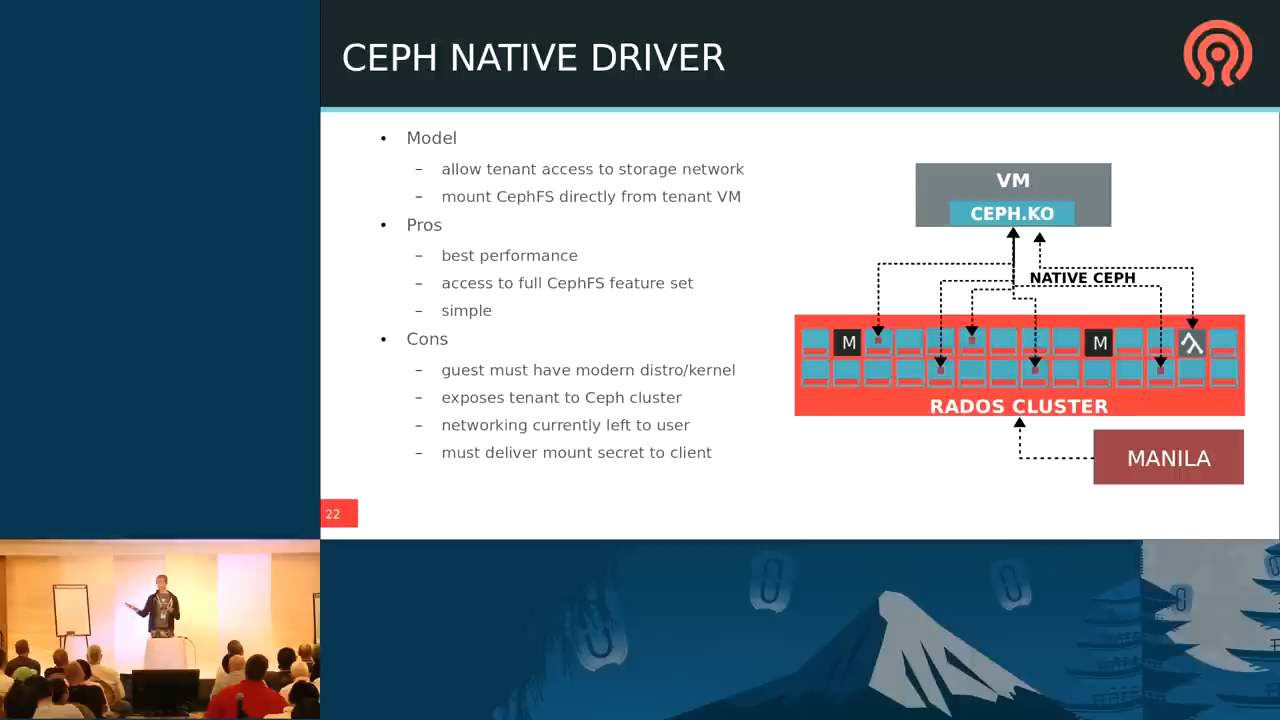 CEPH NATIVE DRIVER
• Model
– allow tenant access to storage network
– mount CephFS directly from tenant VM
• Pros
– best performance
– access to full CephFS feature set
– simple
• Cons
– guest must have modern distro/kernel
– exposes tenant to Ceph cluster
– networking currently left to user
– must deliver mount secret to client
VM
CEPH.KO
NATIVE CEPH
M
M
RADOS CLUSTER
MANILA
22